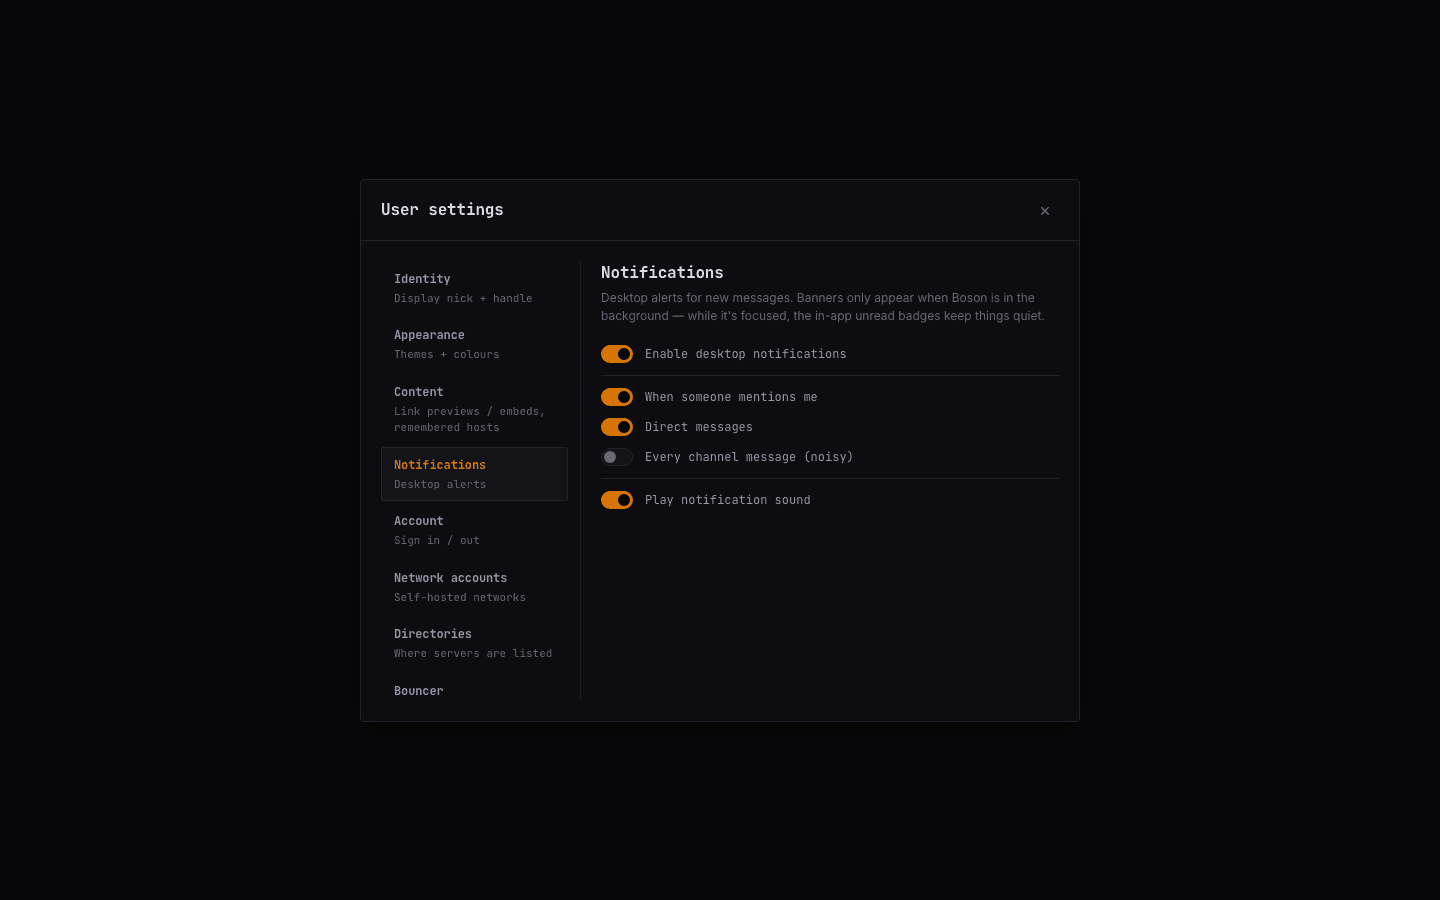 User settings
×
Identity
Display nick + handle
Appearance
Themes + colours
Content
Link previews / embeds,
remembered hosts
Notifications
Desktop alerts
Account
Sign in / out
Network accounts
Self-hosted networks
Directories
Where servers are listed
Bouncer
Notifications
Desktop alerts for new messages. Banners only appear when Boson is in the
background — while it's focused, the in-app unread badges keep things quiet.
Enable desktop notifications
When someone mentions me
Direct messages
Every channel message (noisy)
Play notification sound